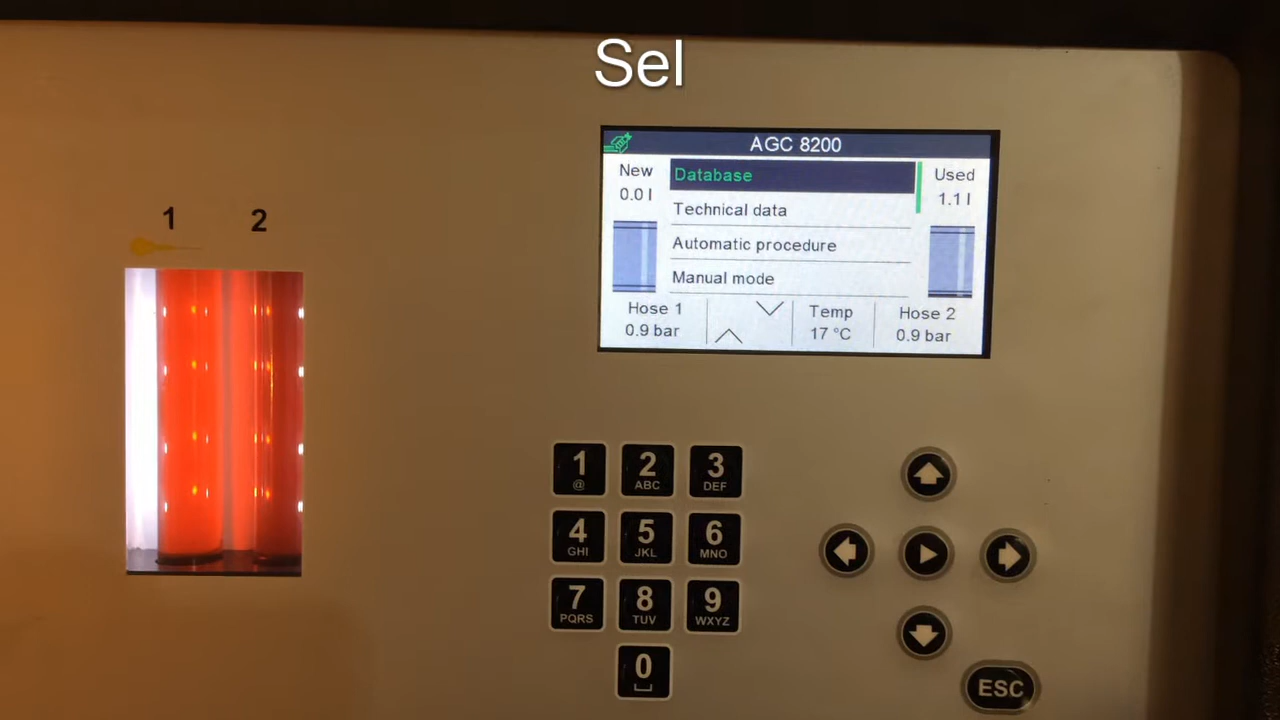 Sel
AGC 8200
New
0.0 l
Database
Technical data
Automatic procedure
Manual mode
Used
1.1 l
Hose 1
0.9 bar
Temp
17 °C
Hose 2
0.9 bar
1 2
1 @
2 ABC
3 DEF
4 GHI
5 JKL
6 MNO
7 PQRS
8 TUV
9 WXYZ
0
ESC